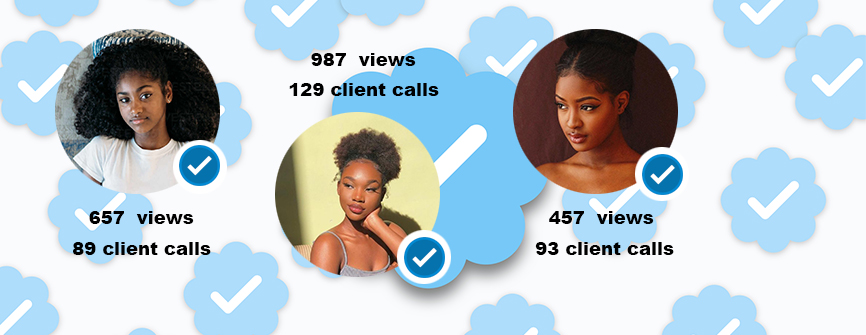 987  views
129 client calls
657  views
89 client calls
457  views
93 client calls